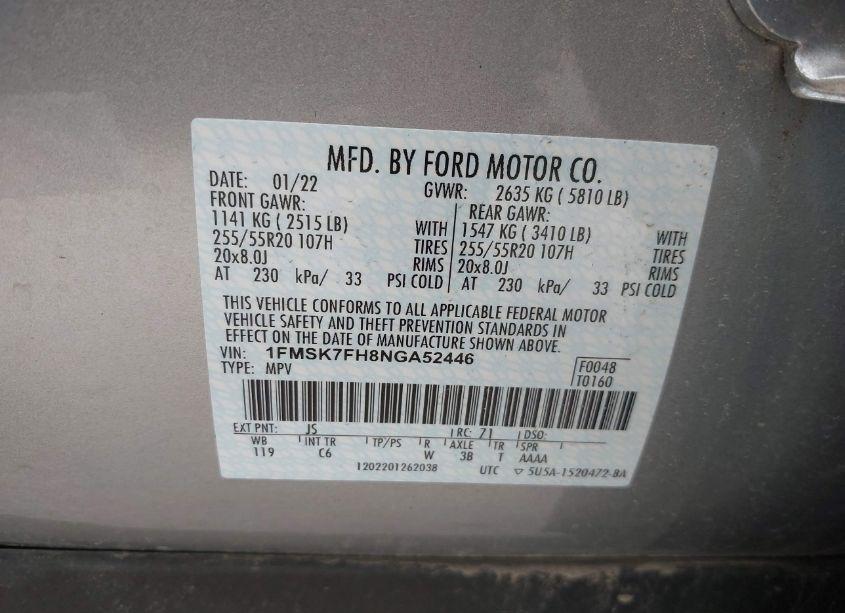 MFD. BY FORD MOTOR CO.
DATE: 01/22 GVWR: 2635 KG ( 5810 LB)
FRONT GAWR: REAR GAWR:
1141 KG ( 2515 LB) WITH 1547 KG ( 3410 LB) WITH
255/55R20 107H TIRES 255/55R20 107H TIRES
20x8.0J RIMS 20x8.0J RIMS
AT 230 kPa/ 33 PSI COLD AT 230 kPa/ 33 PSI COLD
THIS VEHICLE CONFORMS TO ALL APPLICABLE FEDERAL MOTOR
VEHICLE SAFETY AND THEFT PREVENTION STANDARDS IN
EFFECT ON THE DATE OF MANUFACTURE SHOWN ABOVE.
VIN: 1FMSK7FH8NGA52446 F0048
TYPE: MPV T0160
EXT PNT: JS RC: 71 DSO:
WB INT TR TP/PS R AXLE TR SPR
119 C6 W 3B T AAAA
1202201262038 UTC ▽ 5U5A-1520472-BA